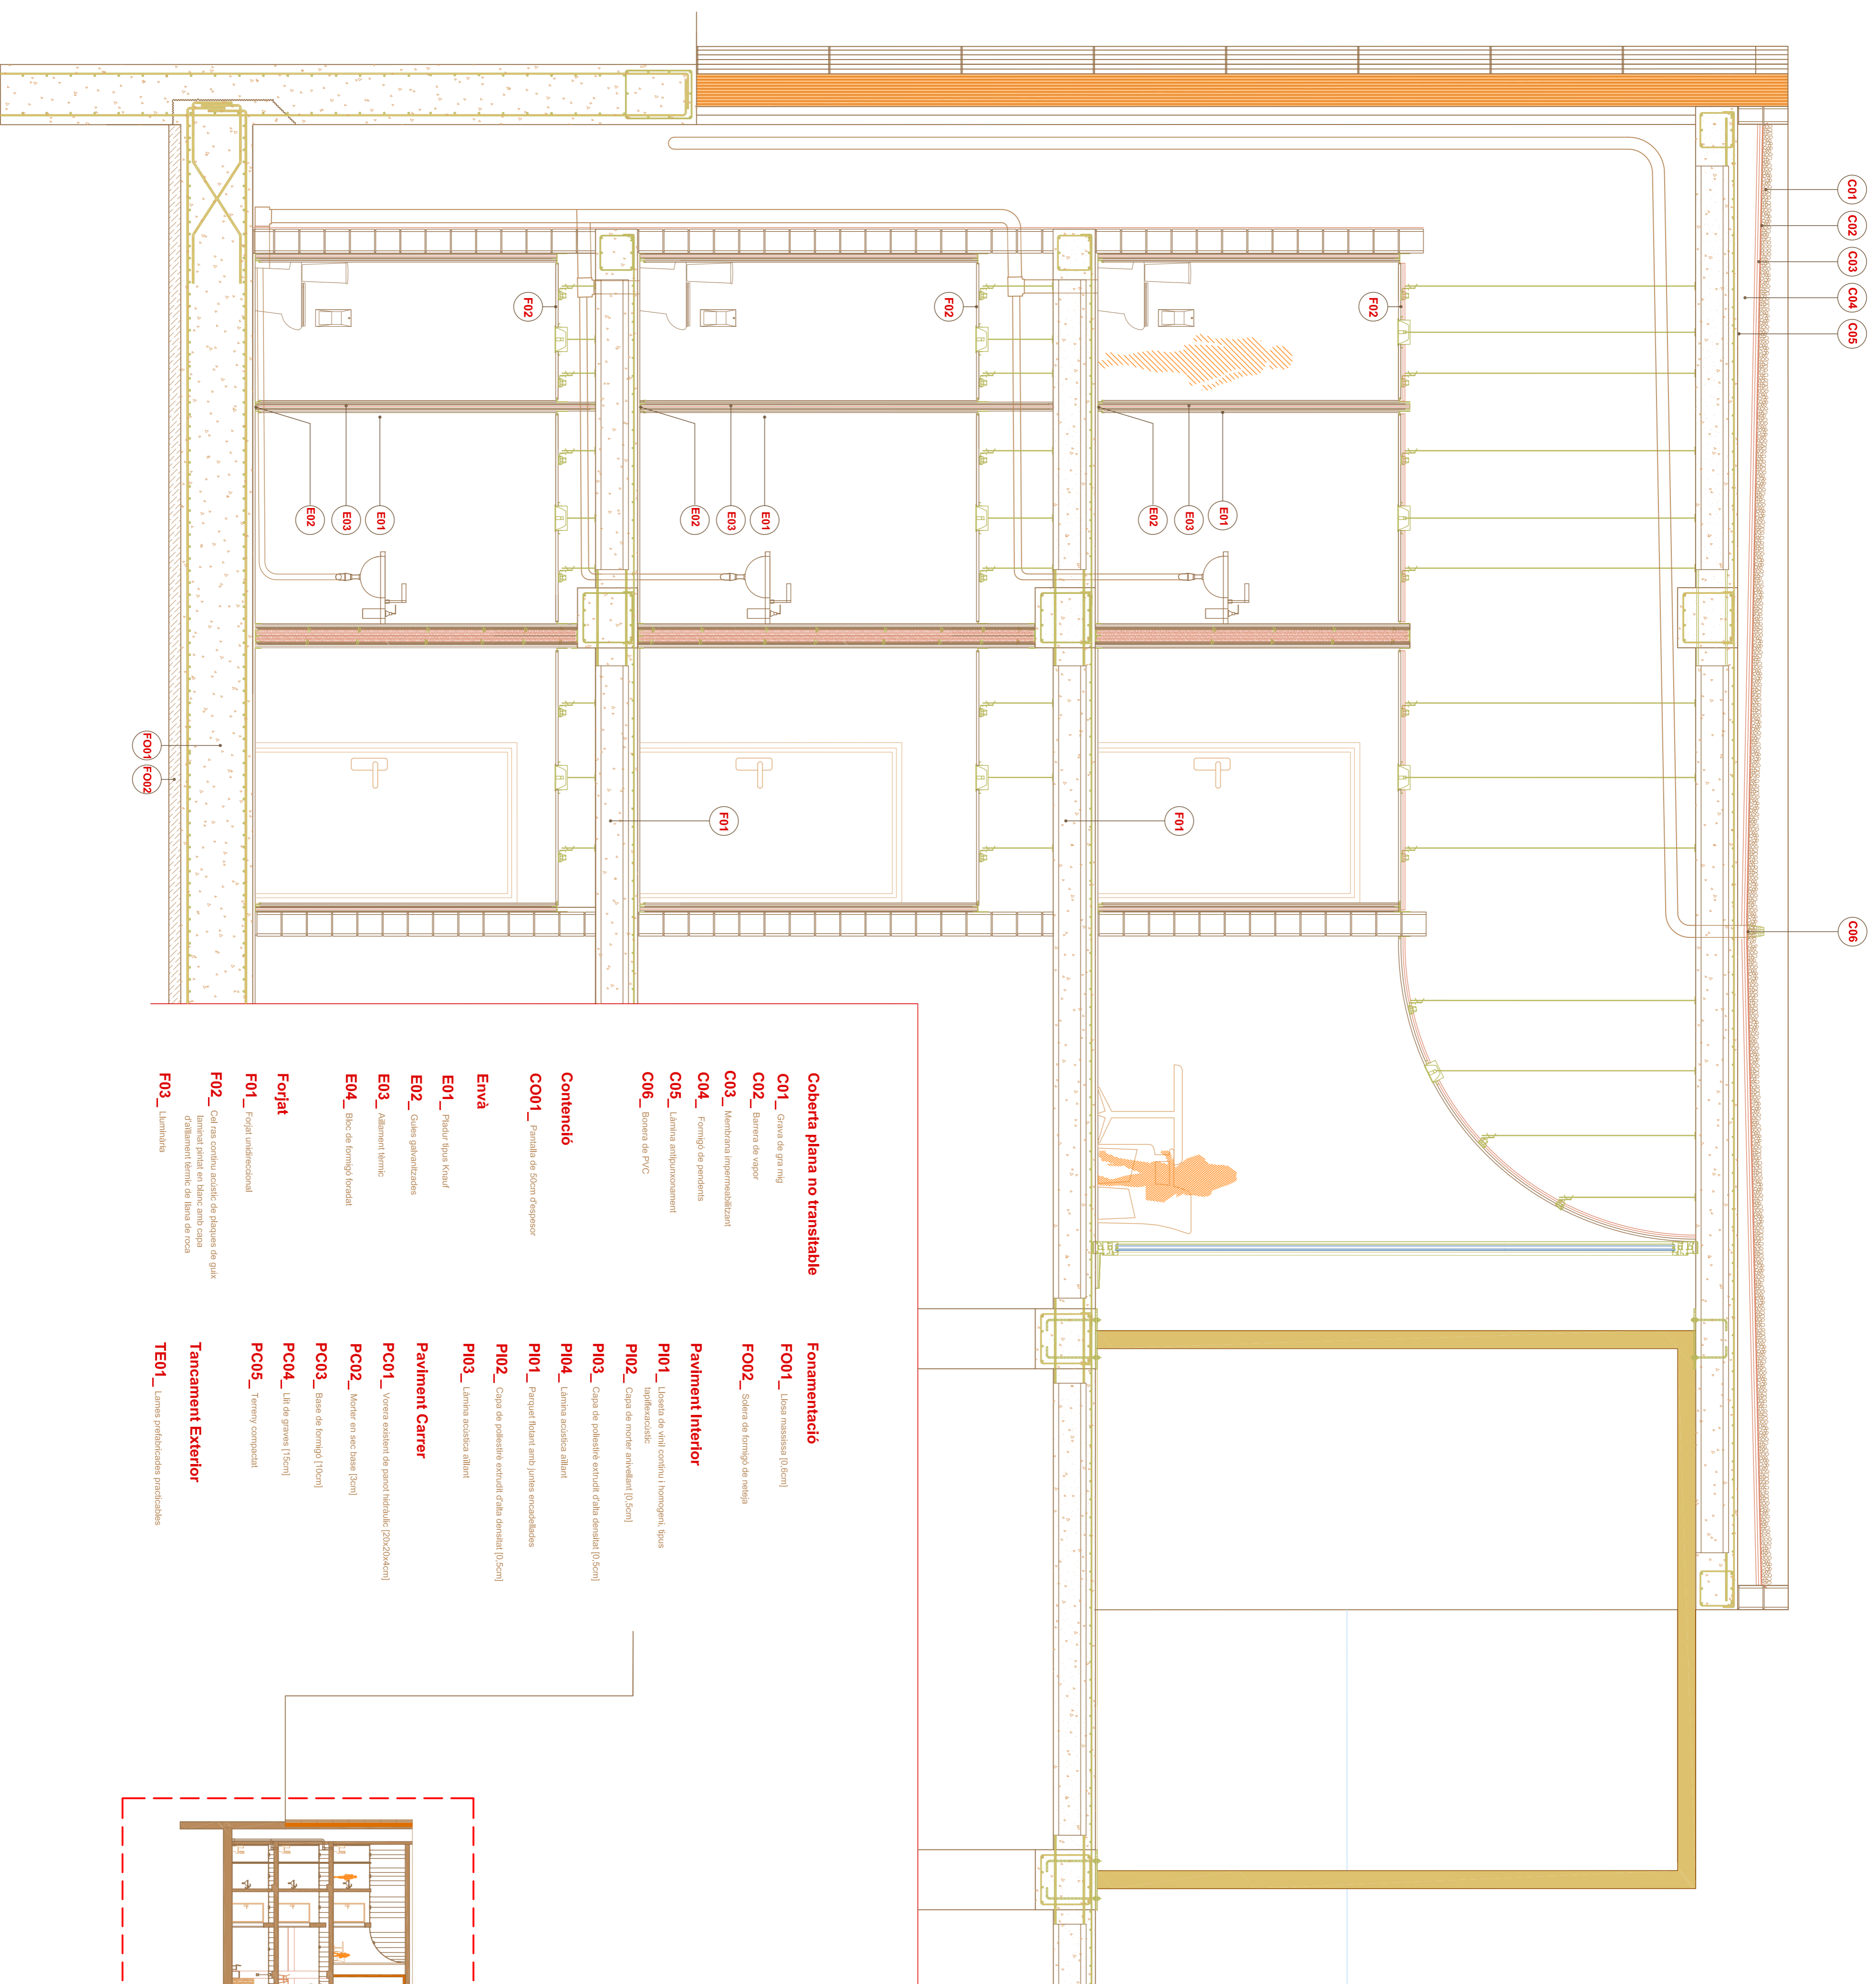 C01
C02
C03
C04
C05
C06
F02
F02
F02
E01
E03
E02
E01
E03
E02
E01
E03
E02
F01
F01
FO01
FO02
Coberta plana no transitable
C01_ Grava de gra mig
C02_ Barrera de vapor
C03_ Membrana impermeabilitzant
C04_ Formigó de pendents
C05_ Làmina antipunxonament
C06_ Bonera de PVC
Contenció
CO01_ Pantalla de 50cm d'espesor
Envà
E01_ Pladur tipus Knauf
E02_ Guies galvanitzades
E03_ Aïllament tèrmic
E04_ Bloc de formigó foradat
Forjat
F01_ Forjat unidireccional
F02_ Cel ras continu acústic de plaques de guix
laminat pintat en blanc amb capa
d'aïllament tèrmic de llana de roca
F03_ Lluminària
Fonamentació
FO01_ Llosa massissa [0.6cm]
FO02_ Solera de formigó de neteja
Paviment Interior
PI01_ Lloseta de vinil continu i homogeni, tipus
tapiflexacústic
PI02_ Capa de morter anivellant [0,5cm]
PI03_ Capa de poliestirè extrudit d'alta densitat [0,5cm]
PI04_ Làmina acústica aïllant
PI01_ Parquet flotant amb juntes encadellades
PI02_ Capa de poliestirè extrudit d'alta densitat [0,5cm]
PI03_ Làmina acústica aïllant
Paviment Carrer
PC01_ Vorera existent de panot hidràulic [20x20x4cm]
PC02_ Morter en sec base [3cm]
PC03_ Base de formigó [10cm]
PC04_ Llit de graves [15cm]
PC05_ Terreny compactat
Tancament Exterior
TE01_ Lames prefabricades practicables